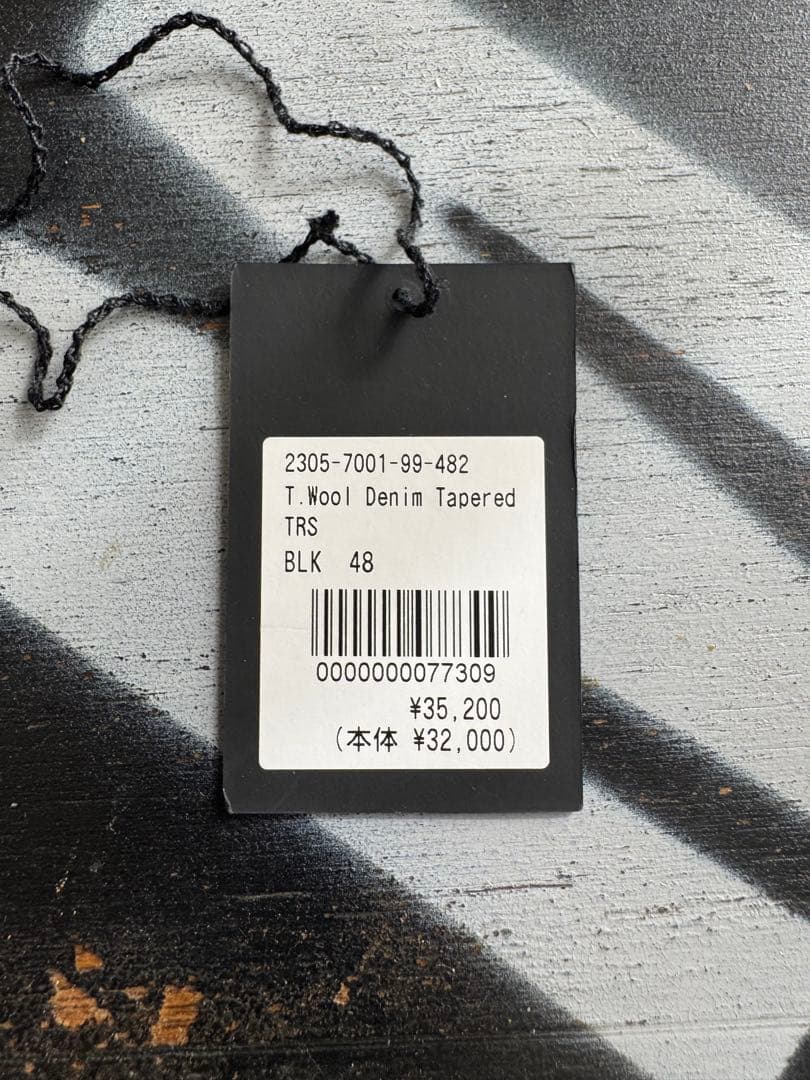 2305-7001-99-482
T.Wool Denim Tapered
TRS
BLK 48
0000000077309
¥35,200
(本体 ¥32,000)